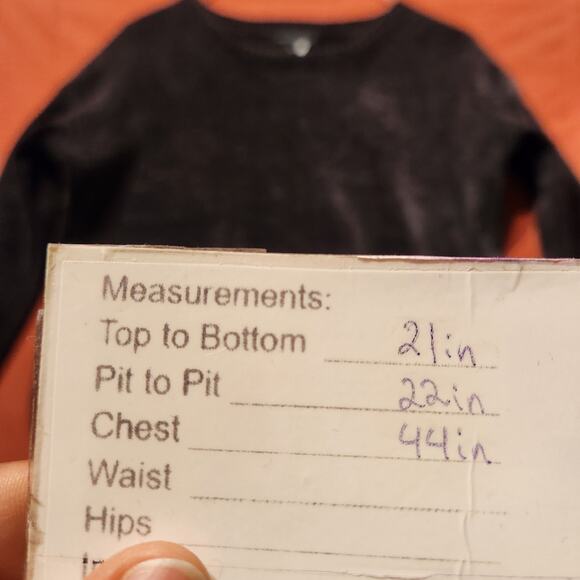 Measurements:
Top to Bottom 21in
Pit to Pit 22in
Chest 44in
Waist
Hips